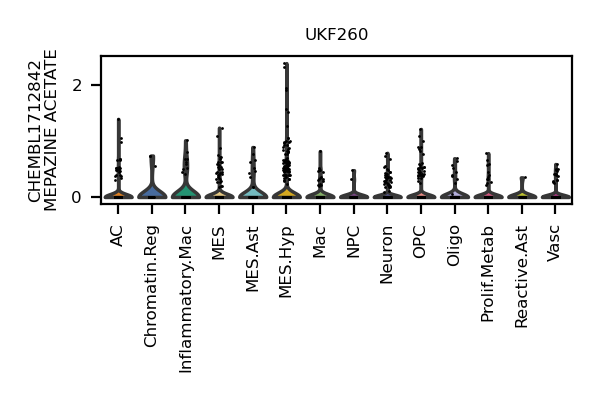 UKF260
CHEMBL1712842
MEPAZINE ACETATE
2
0
AC
Chromatin.Reg
Inflammatory.Mac
MES
MES.Ast
MES.Hyp
Mac
NPC
Neuron
OPC
Oligo
Prolif.Metab
Reactive.Ast
Vasc